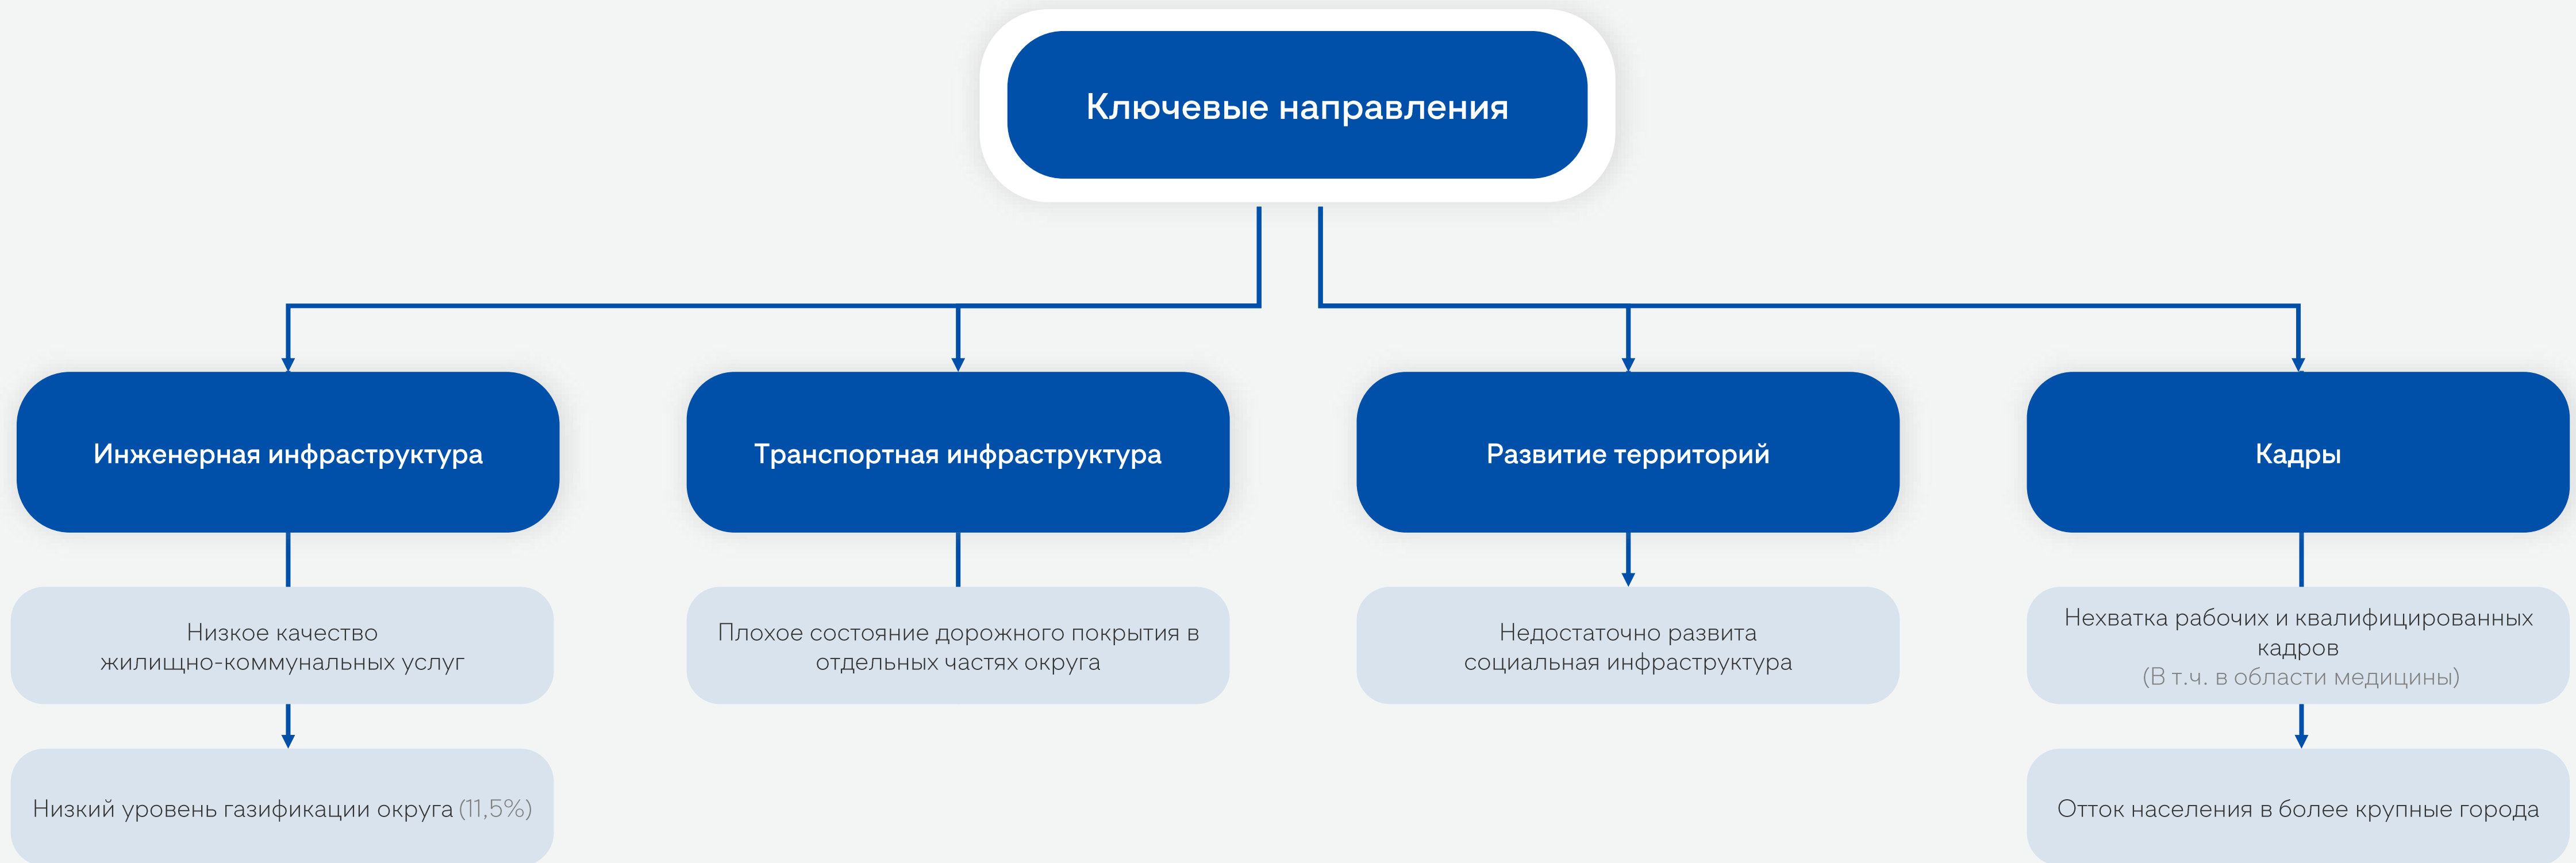 Ключевые направления
Инженерная инфраструктура
Транспортная инфраструктура
Развитие территорий
Кадры
Низкое качество
жилищно-коммунальных услуг
Плохое состояние дорожного покрытия в
отдельных частях округа
Недостаточно развита
социальная инфраструктура
Нехватка рабочих и квалифицированных
кадров
(В т.ч. в области медицины)
Низкий уровень газификации округа (11,5%)
Отток населения в более крупные города